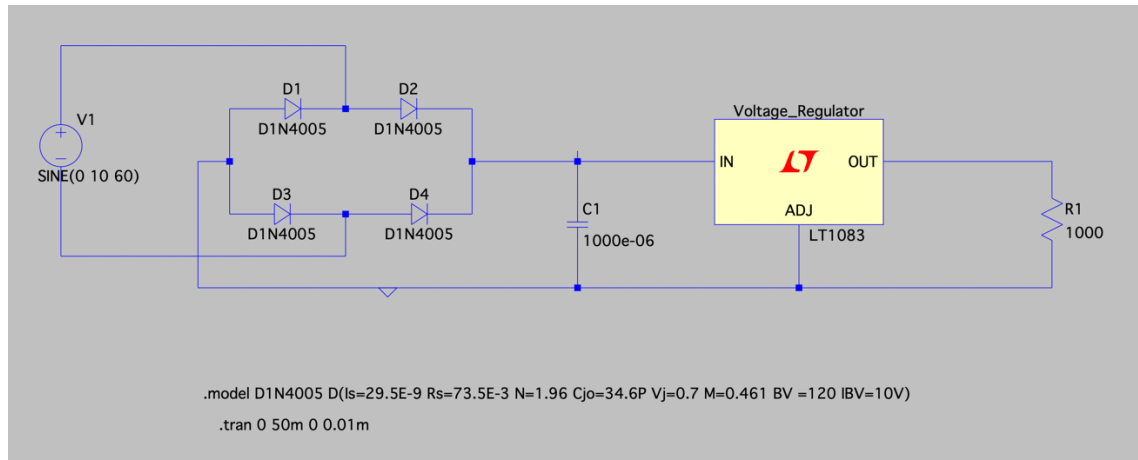 V1
SINE(0 10 60)
D1
D1N4005
D2
D1N4005
D3
D1N4005
D4
D1N4005
C1
1000e-06
Voltage_Regulator
IN
OUT
ADJ
LT1083
R1
1000
.model D1N4005 D(Is=29.5E-9 Rs=73.5E-3 N=1.96 Cjo=34.6P Vj=0.7 M=0.461 BV =120 IBV=10V)
.tran 0 50m 0 0.01m